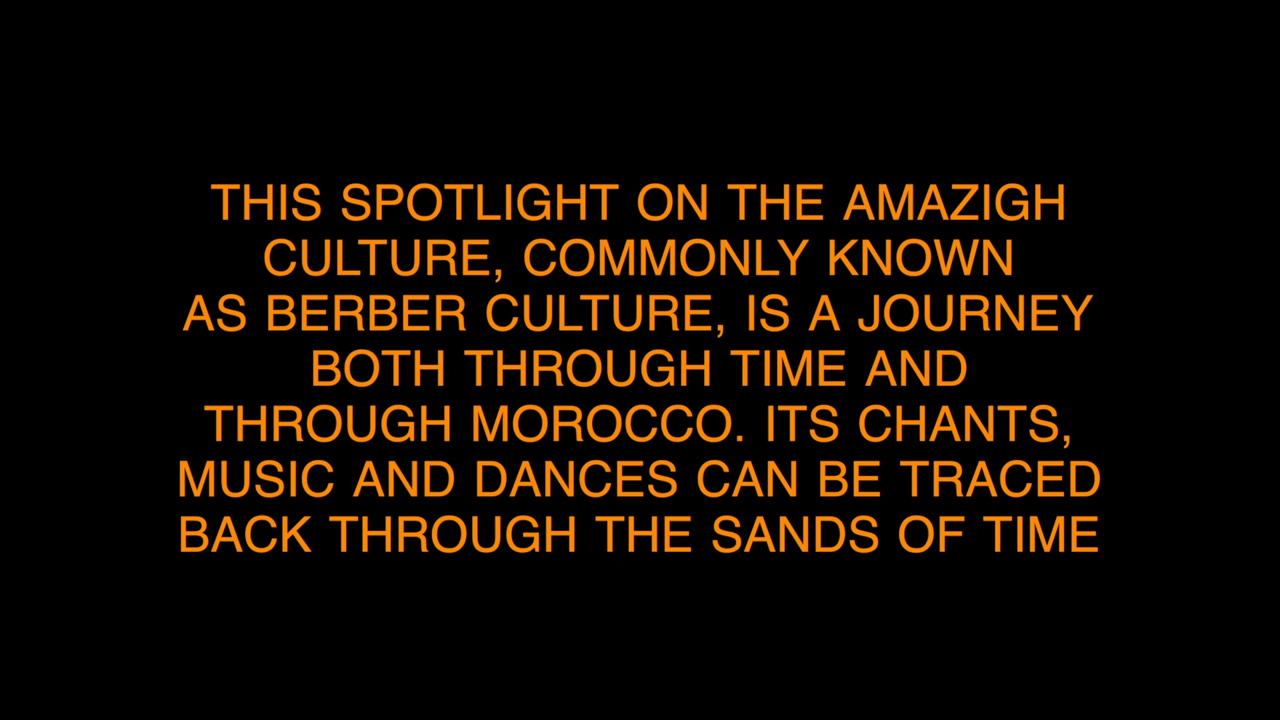 THIS SPOTLIGHT ON THE AMAZIGH
CULTURE, COMMONLY KNOWN
AS BERBER CULTURE, IS A JOURNEY
BOTH THROUGH TIME AND
THROUGH MOROCCO. ITS CHANTS,
MUSIC AND DANCES CAN BE TRACED
BACK THROUGH THE SANDS OF TIME